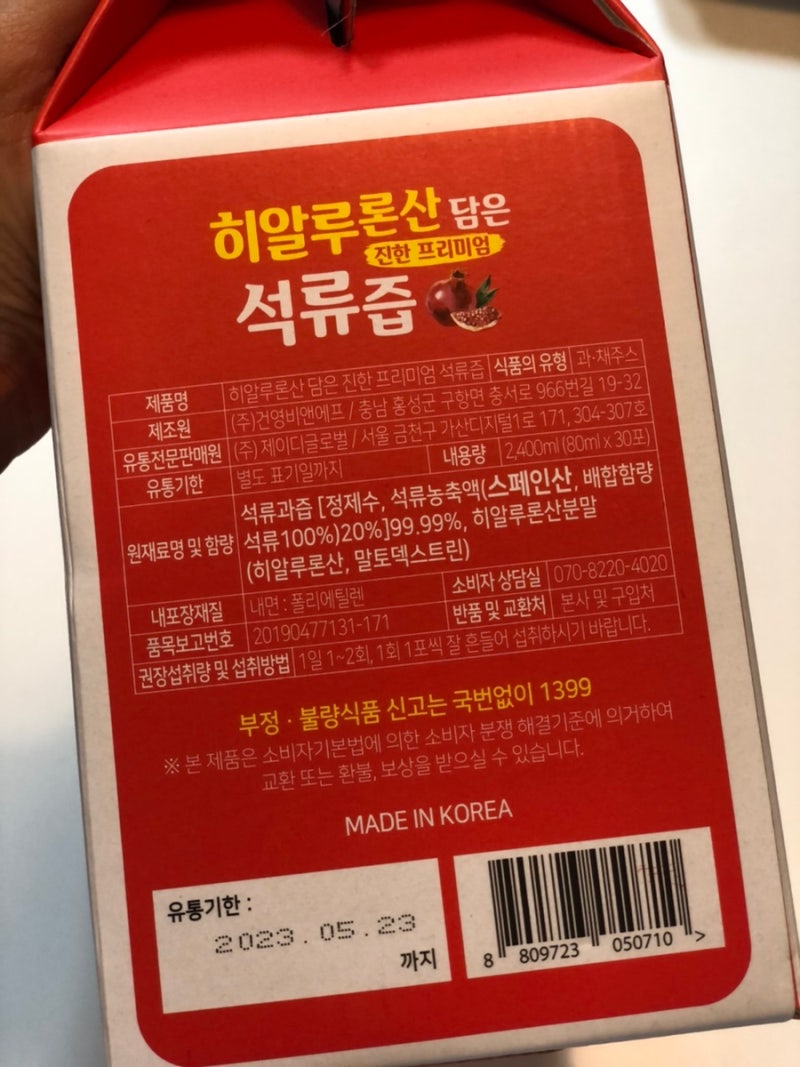 히알루론산 담은
진한 프리미엄
석류즙
제품명 히알루론산 담은 진한 프리미엄 석류즙 식품의 유형 과·채주스
제조원 (주)건영비앤에프 / 충남 홍성군 구항면 충서로 966번길 19-32
유통전문판매원 (주) 제이디글로벌 / 서울 금천구 가산디지털1로 171, 304-307호
유통기한 별도 표기일까지 내용량 2,400ml (80ml x 30포)
원재료명 및 함량 석류과즙 [정제수, 석류농축액(스페인산, 배합함량
석류100%)20%]99.99%, 히알루론산분말
(히알루론산, 말토덱스트린)
내포장재질 내면 : 폴리에틸렌 소비자 상담실 070-8220-4020
품목보고번호 20190477131-171 반품 및 교환처 본사 및 구입처
권장섭취량 및 섭취방법 1일 1~2회, 1회 1포씩 잘 흔들어 섭취하시기 바랍니다.
부정 · 불량식품 신고는 국번없이 1399
※ 본 제품은 소비자기본법에 의한 소비자 분쟁 해결기준에 의거하여
교환 또는 환불, 보상을 받으실 수 있습니다.
MADE IN KOREA
유통기한 :
2023.05.23
까지
8 809723 050710 >